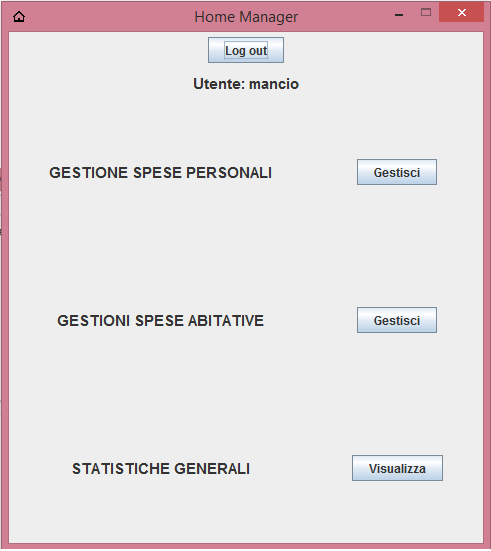 Home Manager
Log out
Utente: mancio
GESTIONE SPESE PERSONALI Gestisci
GESTIONI SPESE ABITATIVE Gestisci
STATISTICHE GENERALI Visualizza